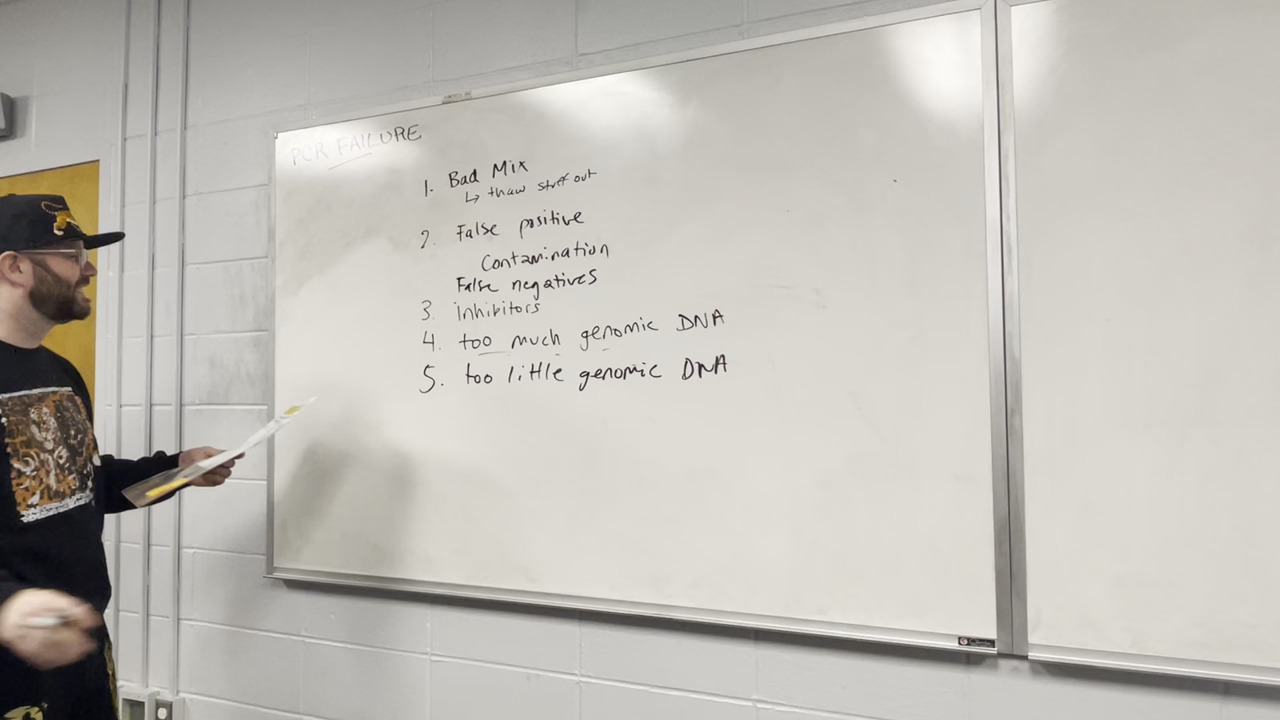 PCR FAILURE
1. Bad Mix
↳ thaw stuff out
2. False positive
Contamination
False negatives
3. inhibitors
4. too much genomic DNA
5. too little genomic DNA